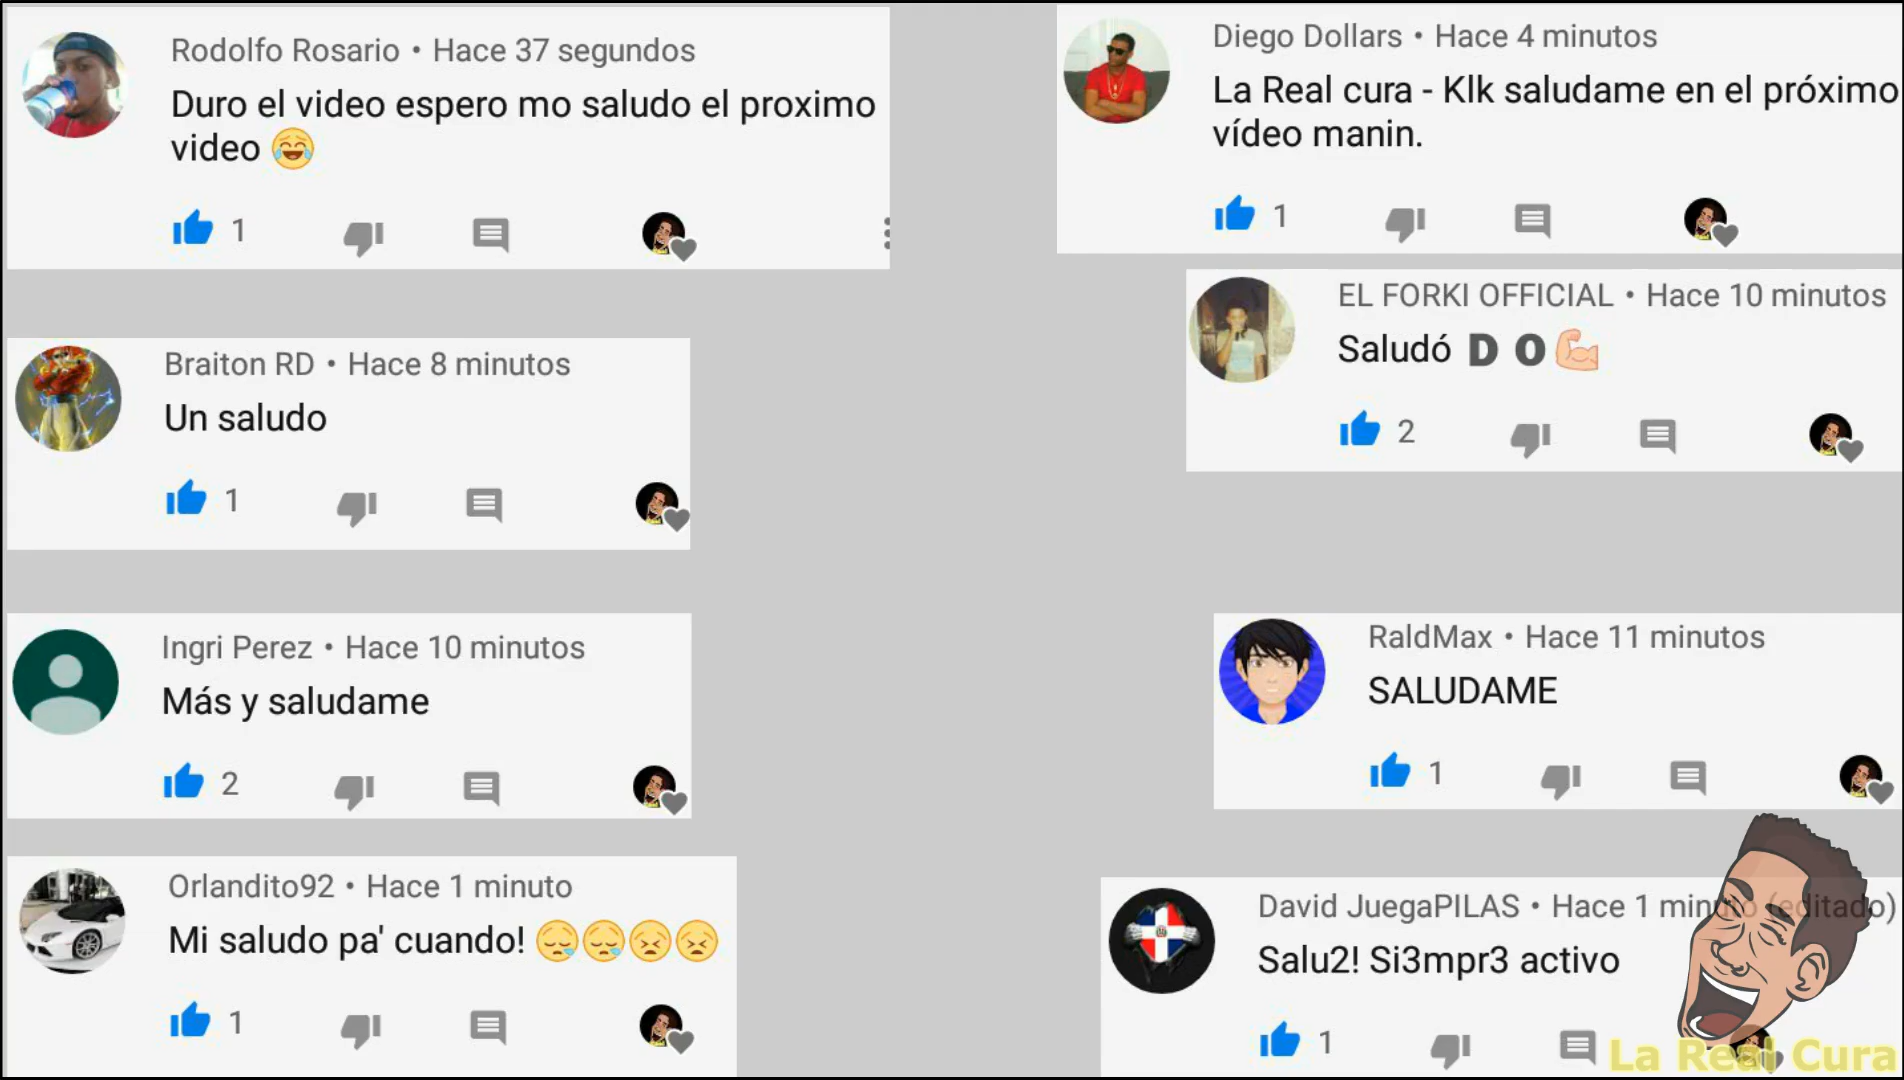 Rodolfo Rosario • Hace 37 segundos
Duro el video espero mo saludo el proximo
video 😂
1
Diego Dollars • Hace 4 minutos
La Real cura - Klk saludame en el próximo
vídeo manin.
1
Braiton RD • Hace 8 minutos
Un saludo
1
EL FORKI OFFICIAL • Hace 10 minutos
Saludó D O💪
2
Ingri Perez • Hace 10 minutos
Más y saludame
2
RaldMax • Hace 11 minutos
SALUDAME
1
Orlandito92 • Hace 1 minuto
Mi saludo pa' cuando! 😪😪😣😣
1
David JuegaPILAS • Hace 1 minuto (editado)
Salu2! Si3mpr3 activo
1
La Real Cura